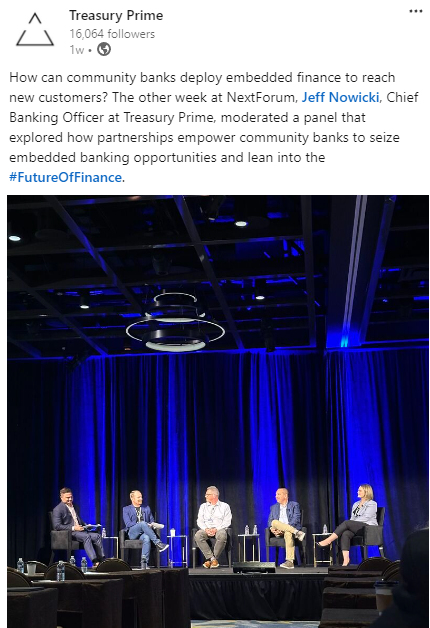 Treasury Prime
16,064 followers
1w •
How can community banks deploy embedded finance to reach
new customers? The other week at NextForum, Jeff Nowicki, Chief
Banking Officer at Treasury Prime, moderated a panel that
explored how partnerships empower community banks to seize
embedded banking opportunities and lean into the
#FutureOfFinance.